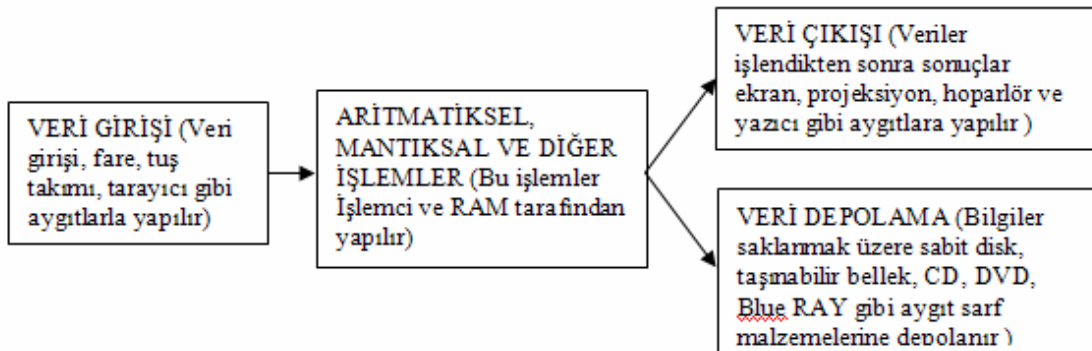 VERİ GİRİŞİ (Veri
girişi, fare, tuş
takımı, tarayıcı gibi
aygıtlarla yapılır)
ARİTMATİKSEL,
MANTIKSAL VE DİĞER
İŞLEMLER (Bu işlemler
İşlemci ve RAM tarafından
yapılır)
VERİ ÇIKIŞI (Veriler
işlendikten sonra sonuçlar
ekran, projeksiyon, hoparlör ve
yazıcı gibi aygıtlara yapılır )
VERİ DEPOLAMA (Bilgiler
saklanmak üzere sabit disk,
taşınabilir bellek, CD, DVD,
Blue RAY gibi aygıt sarf
malzemelerine depolanır )